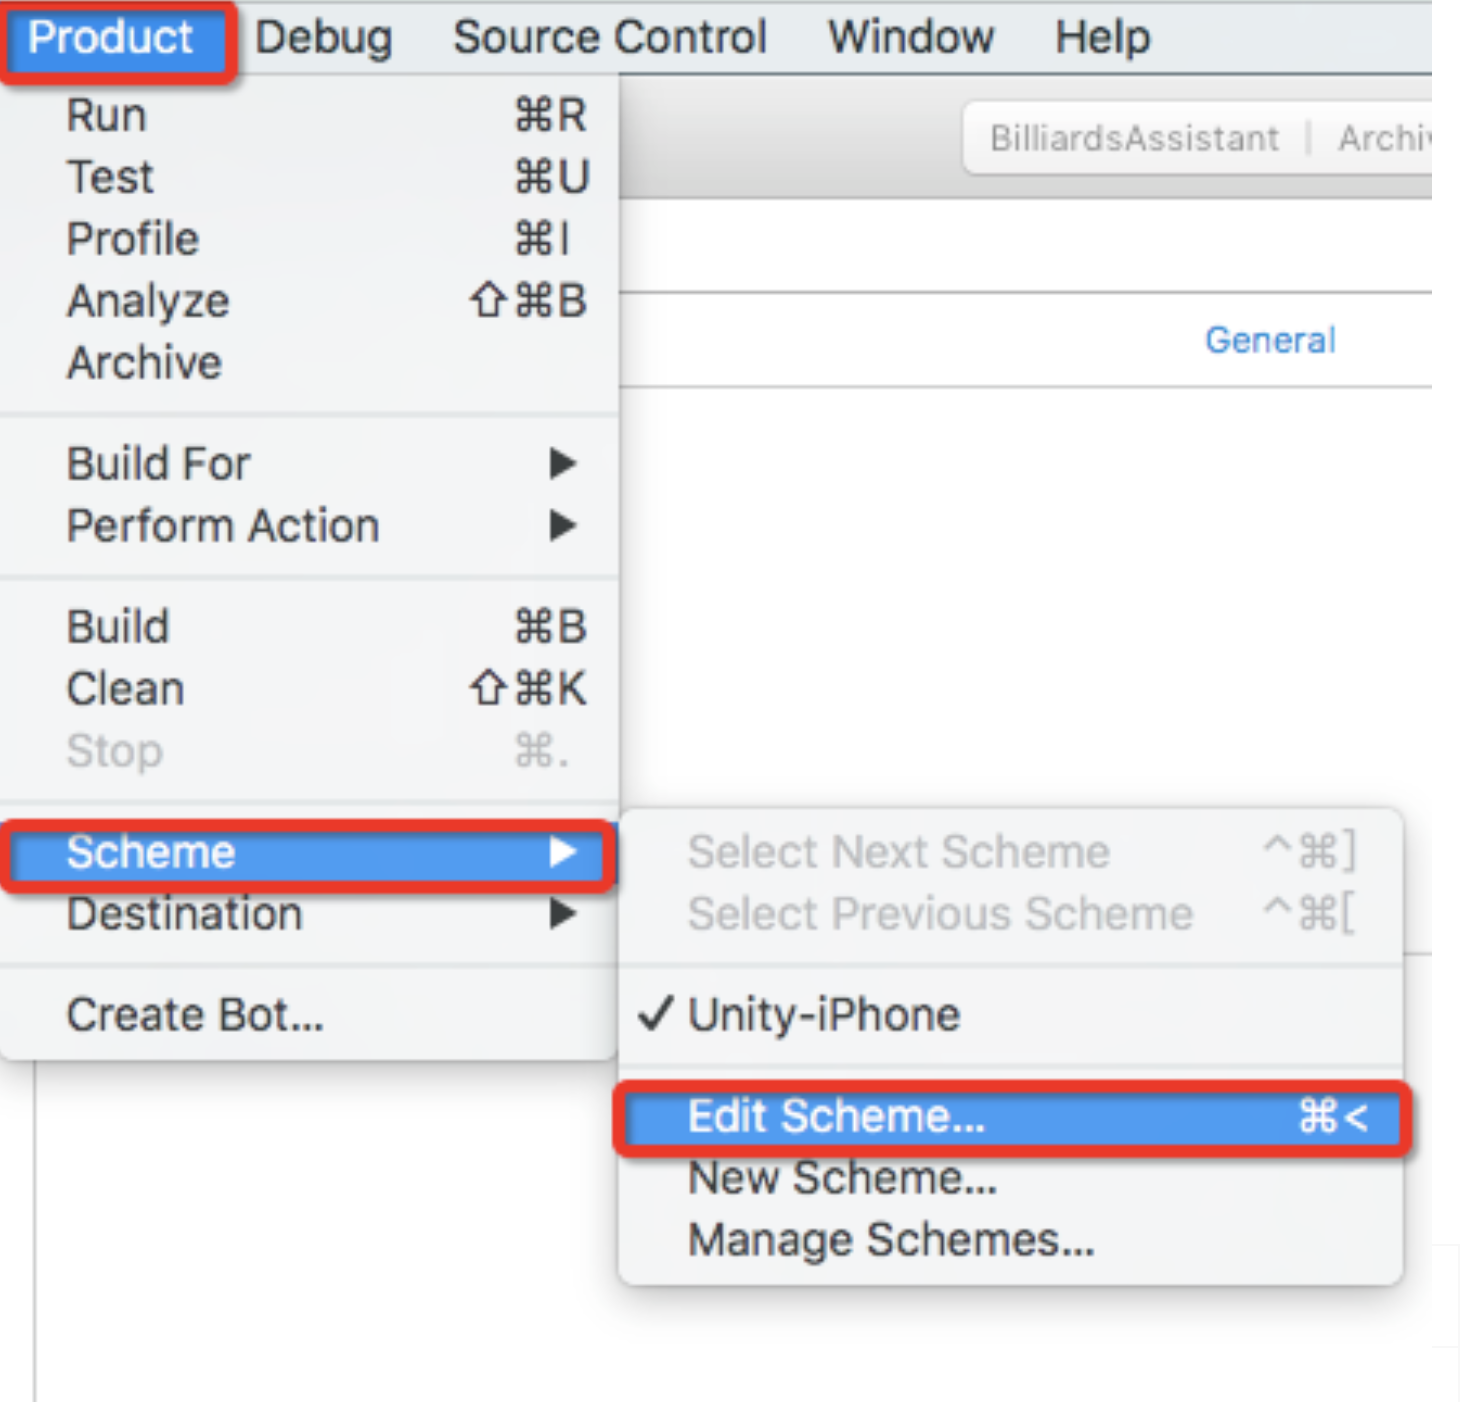 Product Debug Source Control Window Help
BilliardsAssistant | Archi
General
Run ⌘R
Test ⌘U
Profile ⌘I
Analyze ⇧⌘B
Archive
Build For ▶
Perform Action ▶
Build ⌘B
Clean ⇧⌘K
Stop ⌘.
Scheme ▶
Destination ▶
Create Bot...
Select Next Scheme ^⌘]
Select Previous Scheme ^⌘[
✓ Unity-iPhone
Edit Scheme... ⌘<
New Scheme...
Manage Schemes...